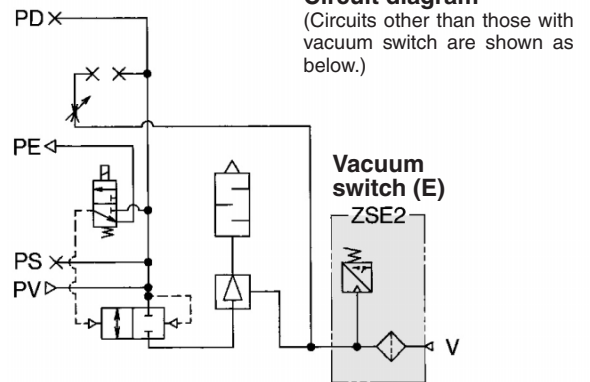 Circuit diagram
(Circuits other than those with
vacuum switch are shown as
below.)
PD
PE
Vacuum
switch (E)
ZSE2
PS
PV
V